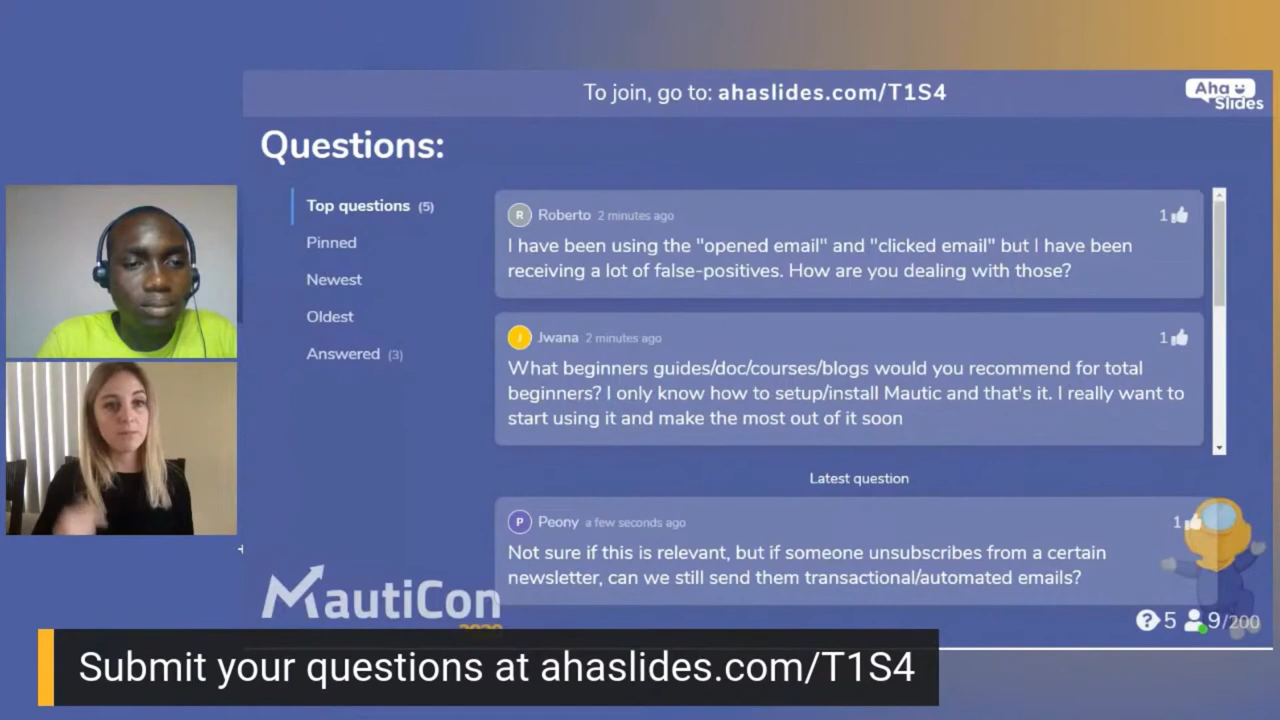 To join, go to: ahaslides.com/T1S4
Aha
Slides
Questions:
Top questions (5)
Pinned
Newest
Oldest
Answered (3)
R Roberto 2 minutes ago 1
I have been using the "opened email" and "clicked email" but I have been
receiving a lot of false-positives. How are you dealing with those?
J Jwana 2 minutes ago 1
What beginners guides/doc/courses/blogs would you recommend for total
beginners? I only know how to setup/install Mautic and that's it. I really want to
start using it and make the most out of it soon
Latest question
P Peony a few seconds ago 1
Not sure if this is relevant, but if someone unsubscribes from a certain
newsletter, can we still send them transactional/automated emails?
MautiCon
5 9/200
Submit your questions at ahaslides.com/T1S4